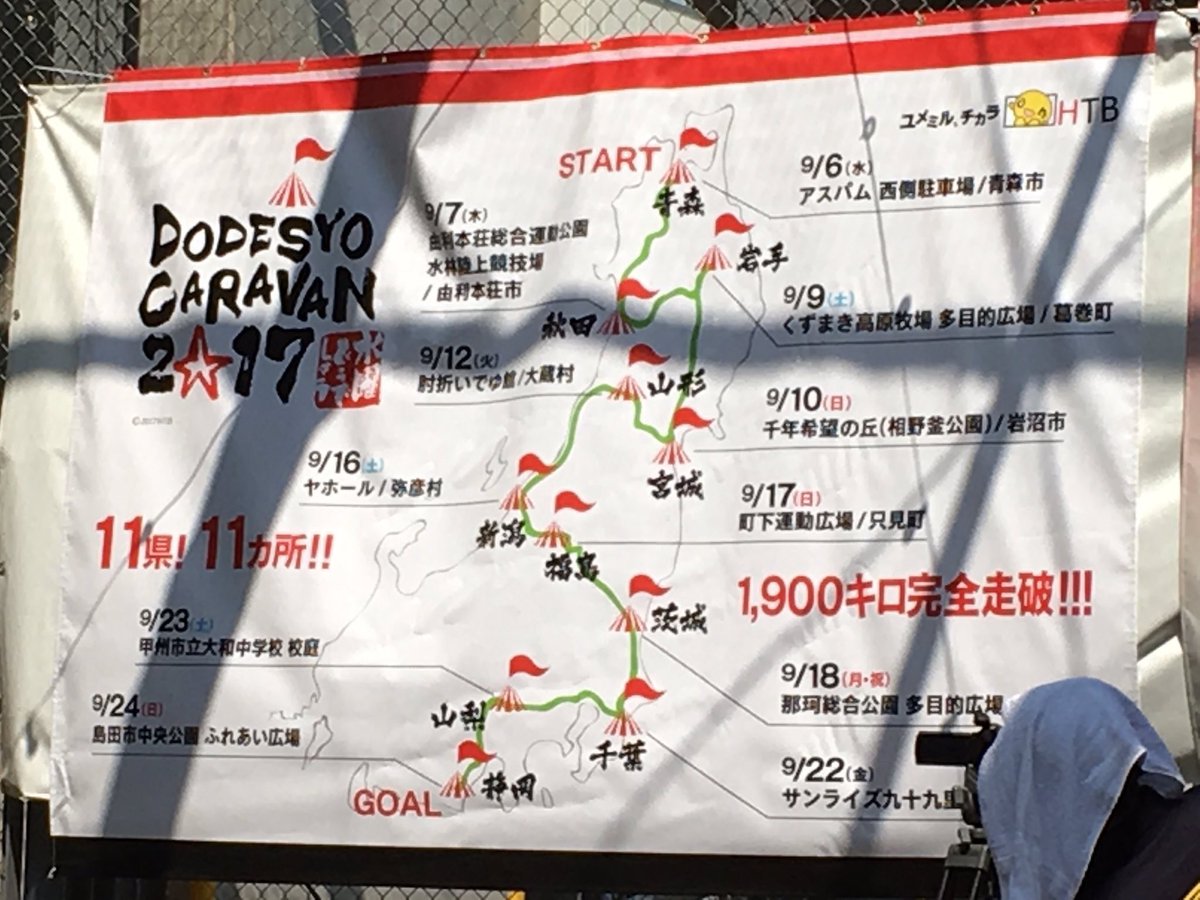 ユメミル、チカラ HTB
DODESYO
CARAVAN
2★17
START
9/6(水)
アスパム 西側駐車場/青森市
青森
9/7(木)
由利本荘総合運動公園
水林陸上競技場
/由利本荘市
岩手
9/9(土)
くずまき高原牧場 多目的広場/葛巻町
秋田
9/12(火)
肘折いでゆ館/大蔵村
山形
9/10(日)
千年希望の丘(相野釜公園)/岩沼市
宮城
9/16(土)
ヤホール/弥彦村
新潟
9/17(日)
町下運動広場/只見町
福島
11県! 11カ所!!
1,900キロ完全走破!!!
茨城
9/18(月・祝)
那珂総合公園 多目的広場
9/23(土)
甲州市立大和中学校 校庭
山梨
千葉
9/22(金)
サンライズ九十九里
9/24(日)
島田市中央公園 ふれあい広場
静岡
GOAL